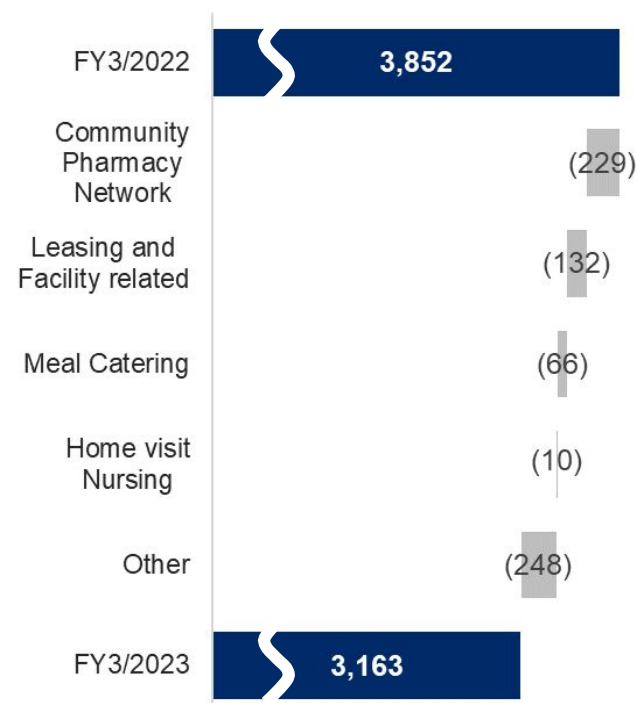 FY3/2022
3,852
Community
Pharmacy
Network
(229)
Leasing and
Facility related
(132)
Meal Catering
(66)
Home visit
Nursing
(10)
Other
(248)
FY3/2023
3,163